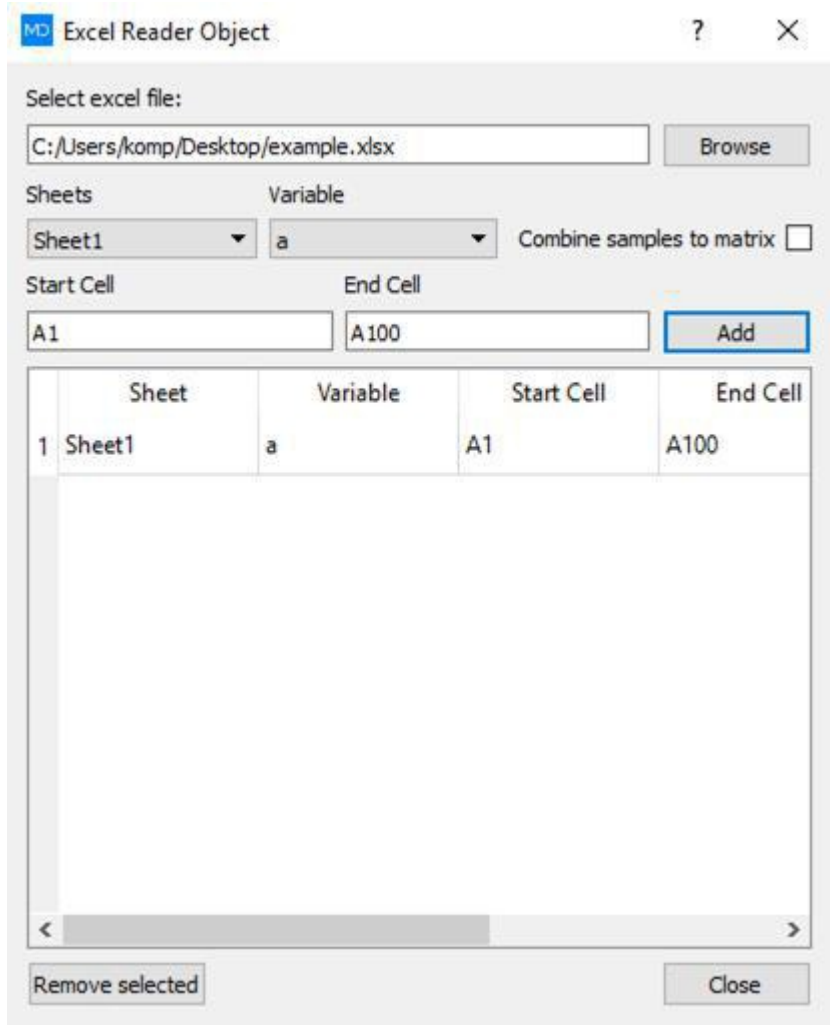 MD Excel Reader Object ?
Select excel file:
C:/Users/komp/Desktop/example.xlsx Browse
Sheets Variable
Sheet1 a Combine samples to matrix
Start Cell End Cell
A1 A100 Add
Sheet Variable Start Cell End Cell
1 Sheet1 a A1 A100
Remove selected Close